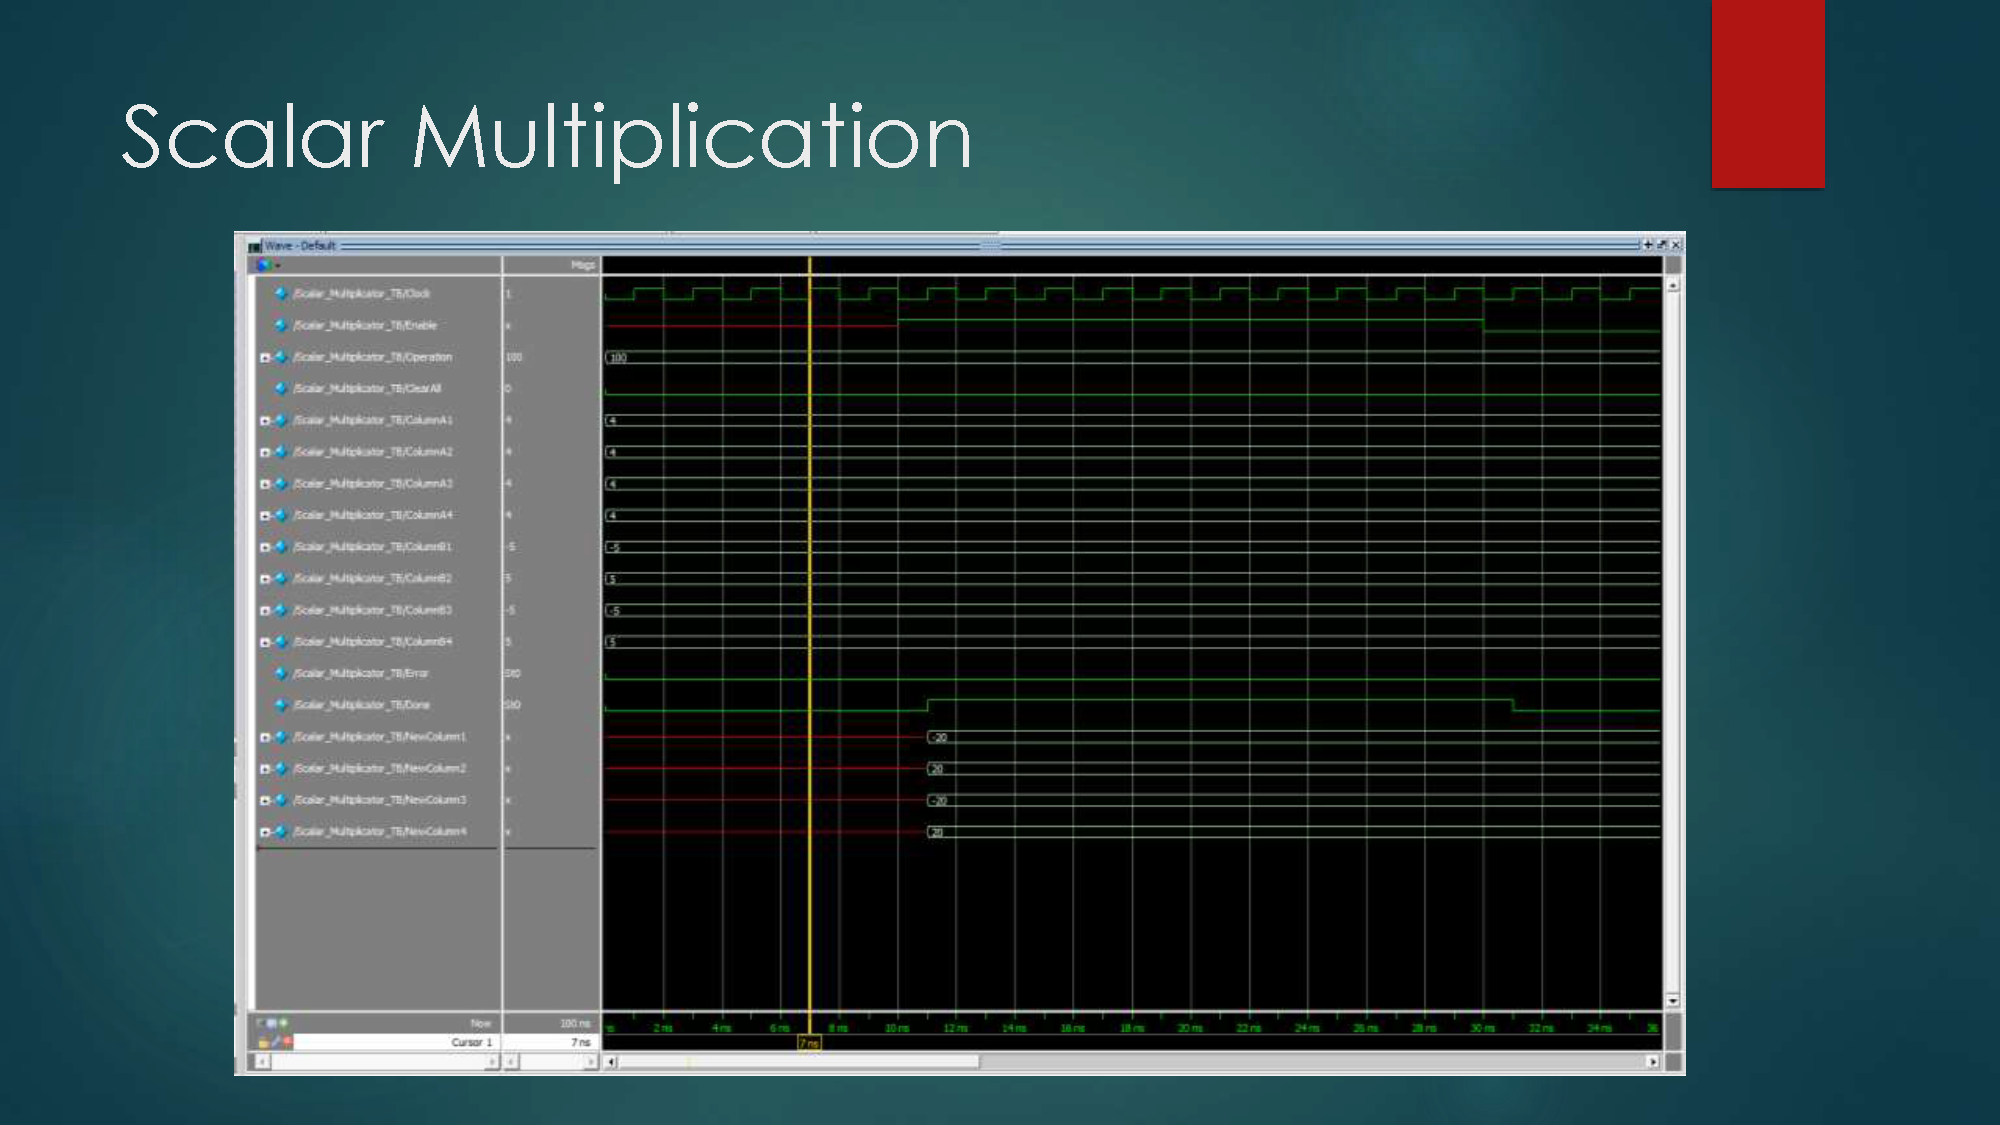 Scalar Multiplication
Wave - Default
Msgs
/Scalar_Multiplicator_TB/Clock 1
/Scalar_Multiplicator_TB/Enable x
/Scalar_Multiplicator_TB/Operation 100 100
/Scalar_Multiplicator_TB/ClearAll 0
/Scalar_Multiplicator_TB/ColumnA1 4 4
/Scalar_Multiplicator_TB/ColumnA2 4 4
/Scalar_Multiplicator_TB/ColumnA3 4 4
/Scalar_Multiplicator_TB/ColumnA4 4 4
/Scalar_Multiplicator_TB/ColumnB1 -5 -5
/Scalar_Multiplicator_TB/ColumnB2 5 5
/Scalar_Multiplicator_TB/ColumnB3 -5 -5
/Scalar_Multiplicator_TB/ColumnB4 5 5
/Scalar_Multiplicator_TB/Error St0
/Scalar_Multiplicator_TB/Done St0
/Scalar_Multiplicator_TB/NewColumn1 x -20
/Scalar_Multiplicator_TB/NewColumn2 x 20
/Scalar_Multiplicator_TB/NewColumn3 x -20
/Scalar_Multiplicator_TB/NewColumn4 x 20
Now 100 ns 2 ns 4 ns 6 ns 8 ns 10 ns 12 ns 14 ns 16 ns 18 ns 20 ns 22 ns 24 ns 26 ns 28 ns 30 ns 32 ns 34 ns 36
Cursor 1 7 ns 7 ns